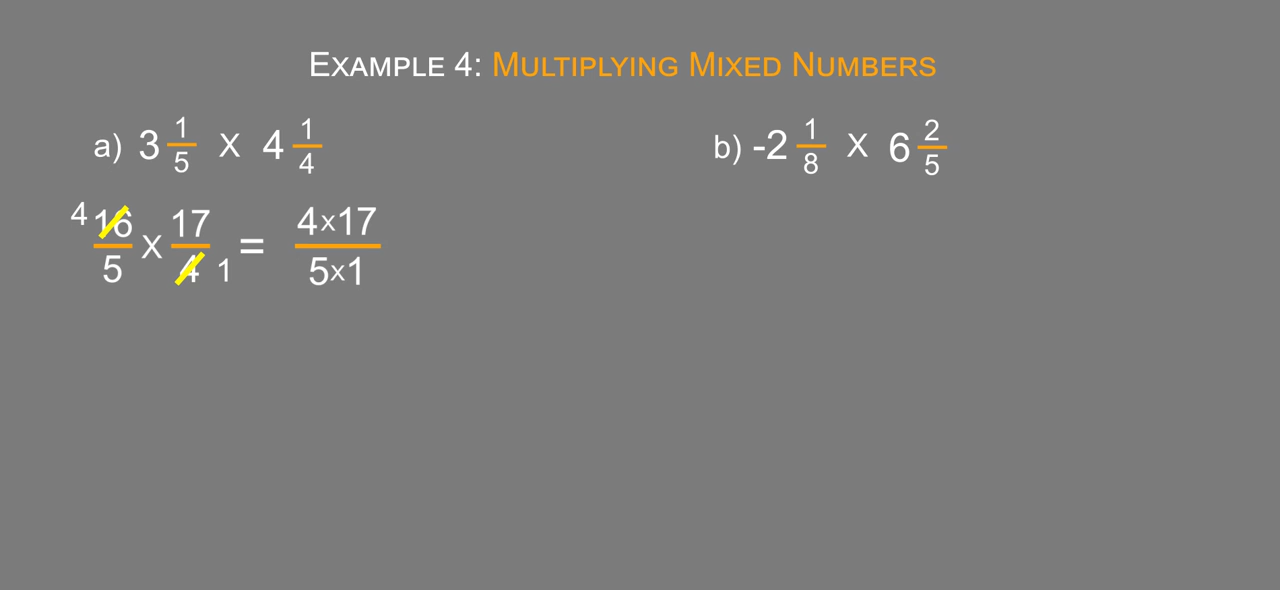 EXAMPLE 4: MULTIPLYING MIXED NUMBERS
a) 3 1/5 X 4 1/4
b) -2 1/8 X 6 2/5
4 16/5 X 17/4 1 = 4x17/5x1